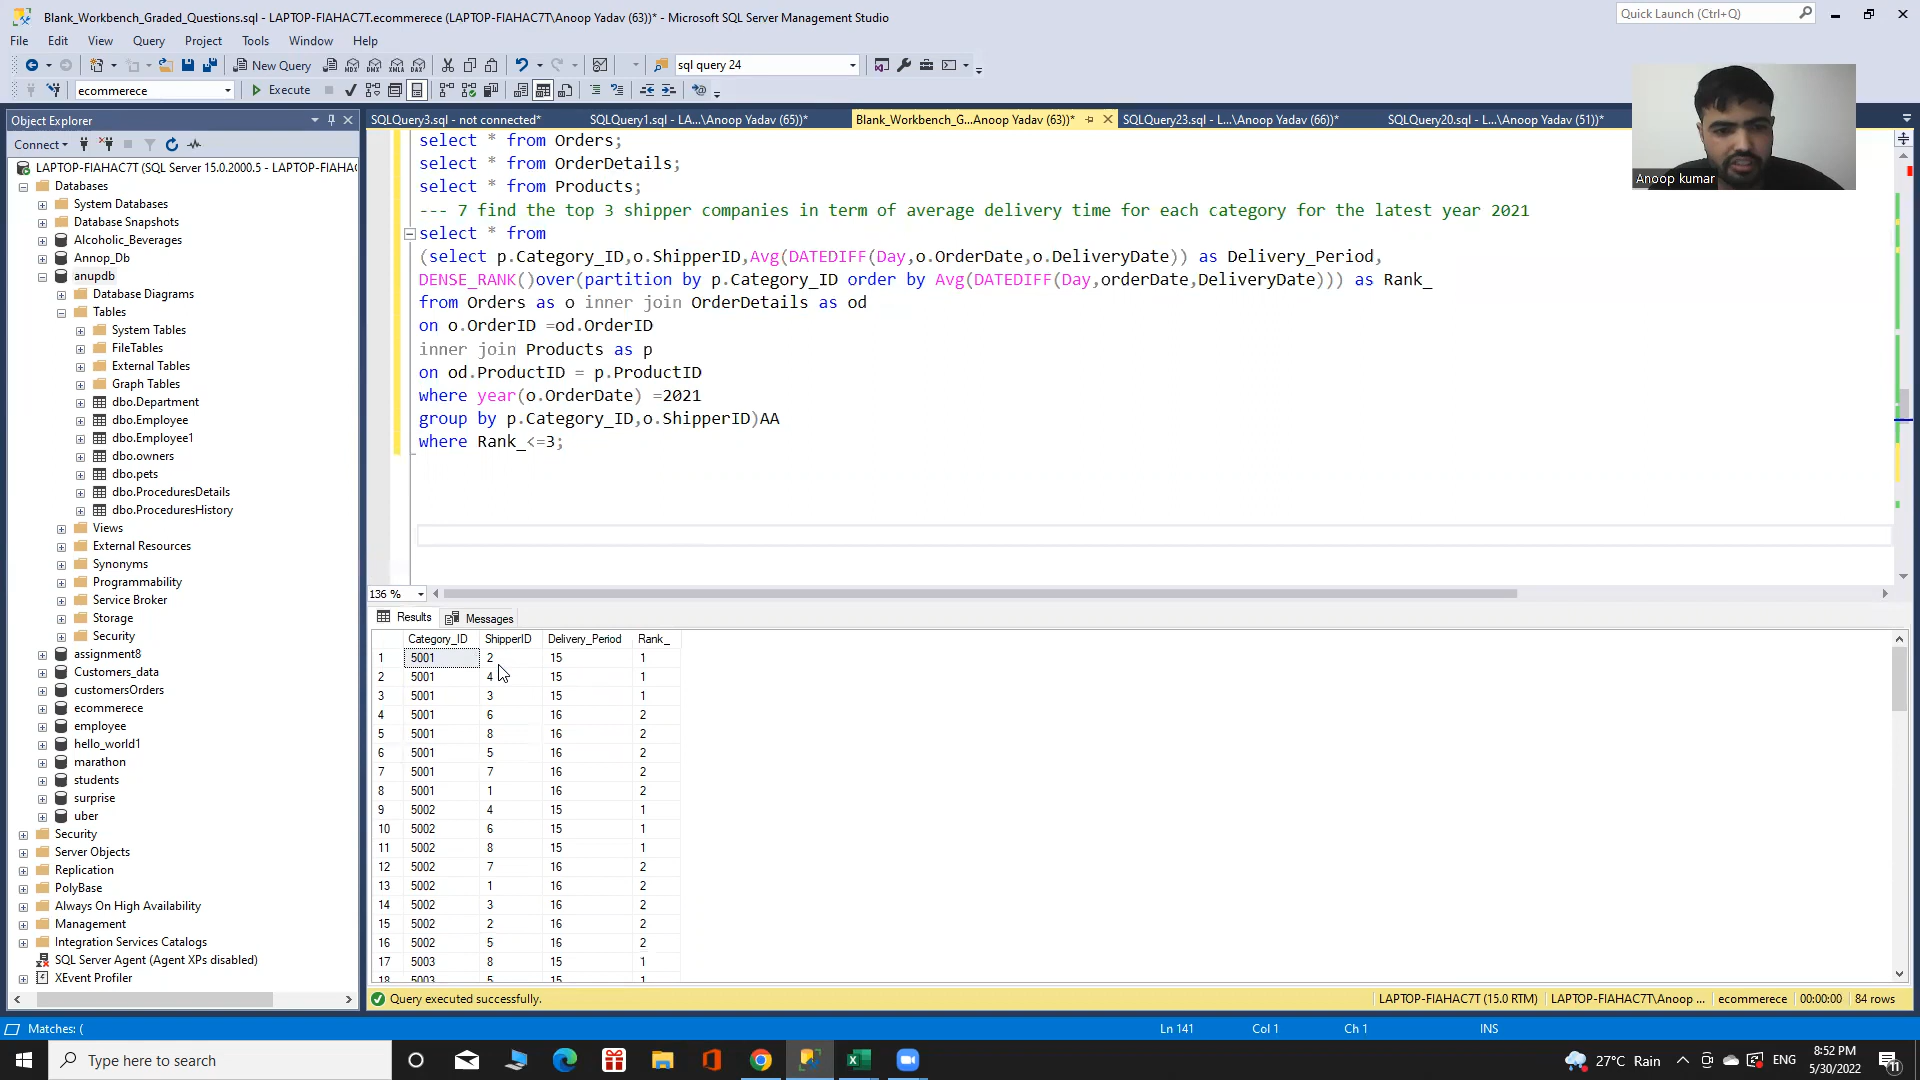 Blank_Workbench_Graded_Questions.sql - LAPTOP-FIAHAC7T.ecommerece (LAPTOP-FIAHAC7T\Anoop Yadav (63))* - Microsoft SQL Server Management Studio
Quick Launch (Ctrl+Q)
File Edit View Query Project Tools Window Help
New Query
MDX DMX XMLA DAX
sql query 24
ecommerece
Execute
Object Explorer
SQLQuery3.sql - not connected*
SQLQuery1.sql - LA...\Anoop Yadav (65))*
Blank_Workbench_G...Anoop Yadav (63))*
SQLQuery23.sql - L...\Anoop Yadav (66))*
SQLQuery20.sql - L...\Anoop Yadav (51))*
Anoop kumar
Connect
LAPTOP-FIAHAC7T (SQL Server 15.0.2000.5 - LAPTOP-FIAHA
Databases
System Databases
Database Snapshots
Alcoholic_Beverages
Annop_Db
anupdb
Database Diagrams
Tables
System Tables
FileTables
External Tables
Graph Tables
dbo.Department
dbo.Employee
dbo.Employee1
dbo.owners
dbo.pets
dbo.ProceduresDetails
dbo.ProceduresHistory
Views
External Resources
Synonyms
Programmability
Service Broker
Storage
Security
assignment8
Customers_data
customersOrders
ecommerece
employee
hello_world1
marathon
students
surprise
uber
Security
Server Objects
Replication
PolyBase
Always On High Availability
Management
Integration Services Catalogs
SQL Server Agent (Agent XPs disabled)
XEvent Profiler
select * from Orders;
select * from OrderDetails;
select * from Products;
--- 7 find the top 3 shipper companies in term of average delivery time for each category for the latest year 2021
select * from
(select p.Category_ID,o.ShipperID,Avg(DATEDIFF(Day,o.OrderDate,o.DeliveryDate)) as Delivery_Period,
DENSE_RANK()over(partition by p.Category_ID order by Avg(DATEDIFF(Day,orderDate,DeliveryDate))) as Rank_
from Orders as o inner join OrderDetails as od
on o.OrderID =od.OrderID
inner join Products as p
on od.ProductID = p.ProductID
where year(o.OrderDate) =2021
group by p.Category_ID,o.ShipperID)AA
where Rank_<=3;
136 %
Results Messages
Category_ID ShipperID Delivery_Period Rank_
1 5001 2 15 1
2 5001 4 15 1
3 5001 3 15 1
4 5001 6 16 2
5 5001 8 16 2
6 5001 5 16 2
7 5001 7 16 2
8 5001 1 16 2
9 5002 4 15 1
10 5002 6 15 1
11 5002 8 15 1
12 5002 7 16 2
13 5002 1 16 2
14 5002 3 16 2
15 5002 2 16 2
16 5002 5 16 2
17 5003 8 15 1
18 5003 5 15 1
Query executed successfully.
LAPTOP-FIAHAC7T (15.0 RTM) LAPTOP-FIAHAC7T\Anoop ... ecommerece 00:00:00 84 rows
Matches: (
Ln 141 Col 1 Ch 1 INS
Type here to search
27°C Rain
ENG
8:52 PM
5/30/2022
11